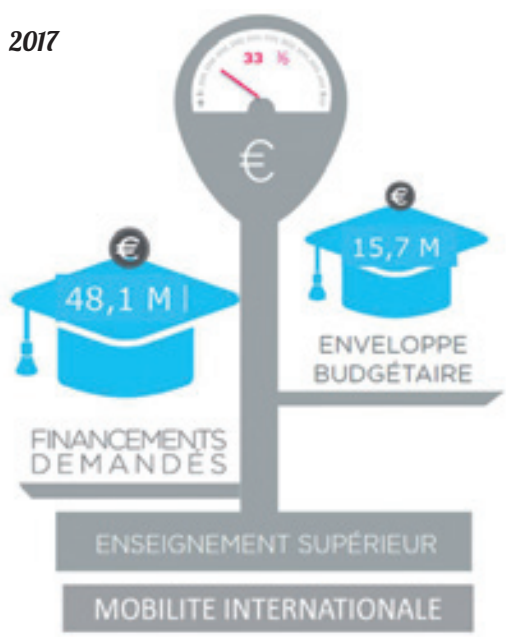 2017
33 %
€
€
15,7 M
€
48,1 M
ENVELOPPE
BUDGÉTAIRE
FINANCEMENTS
DEMANDÉS
ENSEIGNEMENT SUPÉRIEUR
MOBILITE INTERNATIONALE